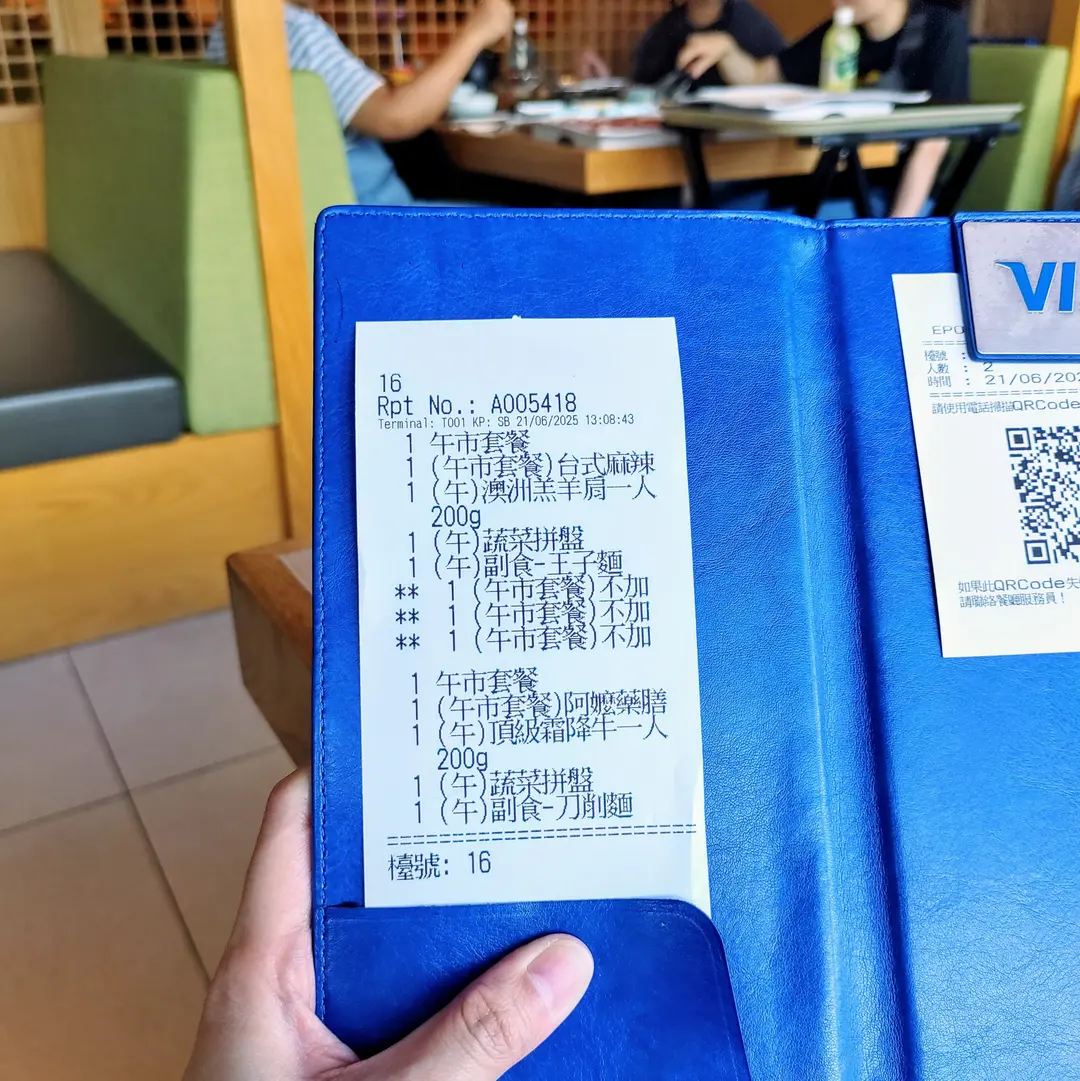 16
Rpt No.: A005418
Terminal: T001 KP: SB 21/06/2025 13:08:43
1 午市套餐
1 (午市套餐)台式麻辣
1 (午)澳洲羔羊肩一人
200g
1 (午)蔬菜拼盤
1 (午)副食-王子麵
** 1 (午市套餐)不加
** 1 (午市套餐)不加
** 1 (午市套餐)不加
1 午市套餐
1 (午市套餐)阿嬤藥膳
1 (午)頂級霜降牛一人
200g
1 (午)蔬菜拼盤
1 (午)副食-刀削麵
檯號: 16
VI
EPO
檯號 :
人數 : 2
時間 : 21/06/202
請使用電話掃描QRCode
如果此QRCode失
請聯絡餐廳服務員!